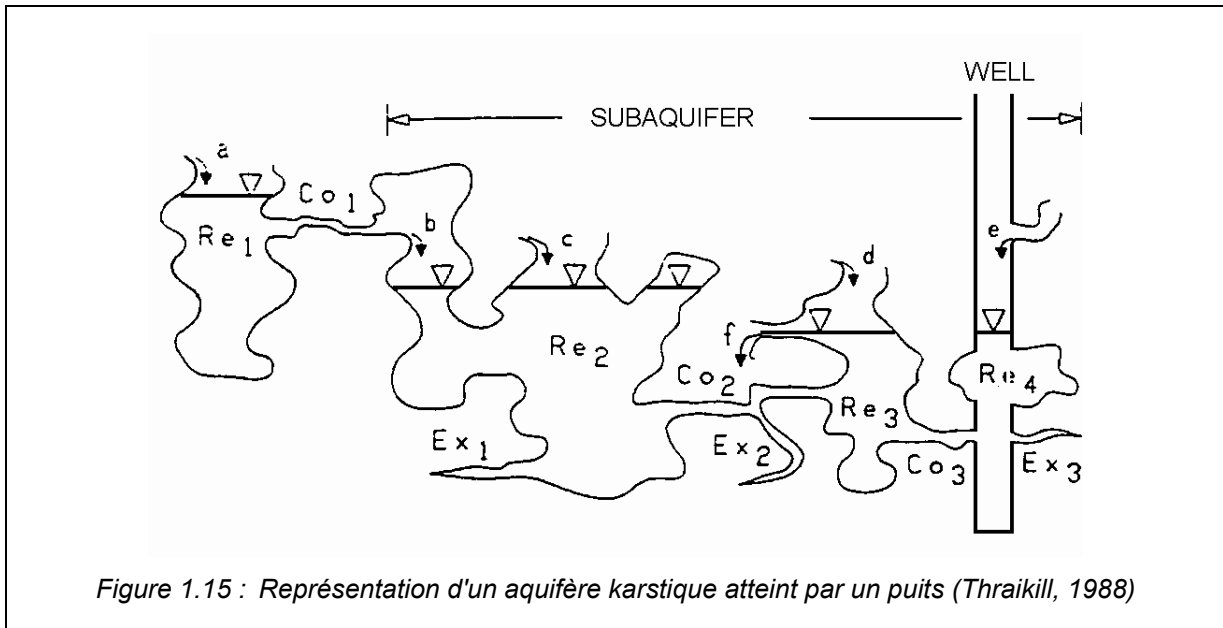 WELL
SUBAQUIFER
a
Co1
b
c
d
e
Re1
Re2
f
Co2
Re3
Re4
Ex1
Ex2
Co3
Ex3
Figure 1.15 : Représentation d'un aquifère karstique atteint par un puits (Thraikill, 1988)